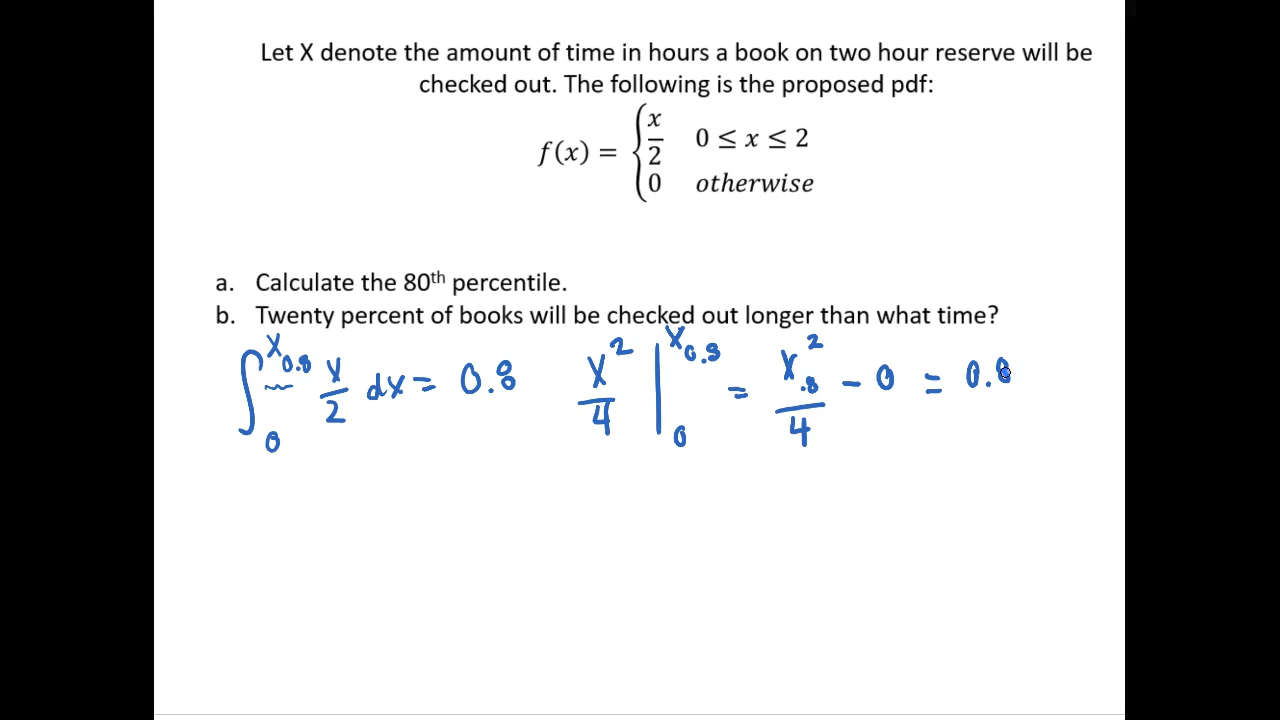 Let X denote the amount of time in hours a book on two hour reserve will be
checked out. The following is the proposed pdf:
f(x) = { x/2 0 ≤ x ≤ 2
0 otherwise
a. Calculate the 80th percentile.
b. Twenty percent of books will be checked out longer than what time?
∫₀^(x₀.₈) x/2 dx = 0.8 x²/4 |₀^(x₀.₈) = x.₈²/4 − 0 = 0.8